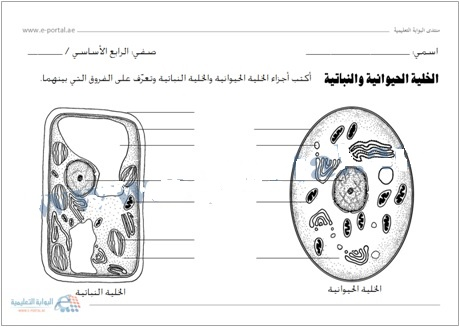 منتدى البوابة التعليمية
www.e-portal.ae
اسمي: صفي: الرابع الأساسي /
الخلية الحيوانية والنباتية أكتب أجزاء الخلية الحيوانية والخلية النباتية وتعرّف على الفروق التي بينهما.
الخلية الحيوانية
الخلية النباتية
البوابة التعليمية